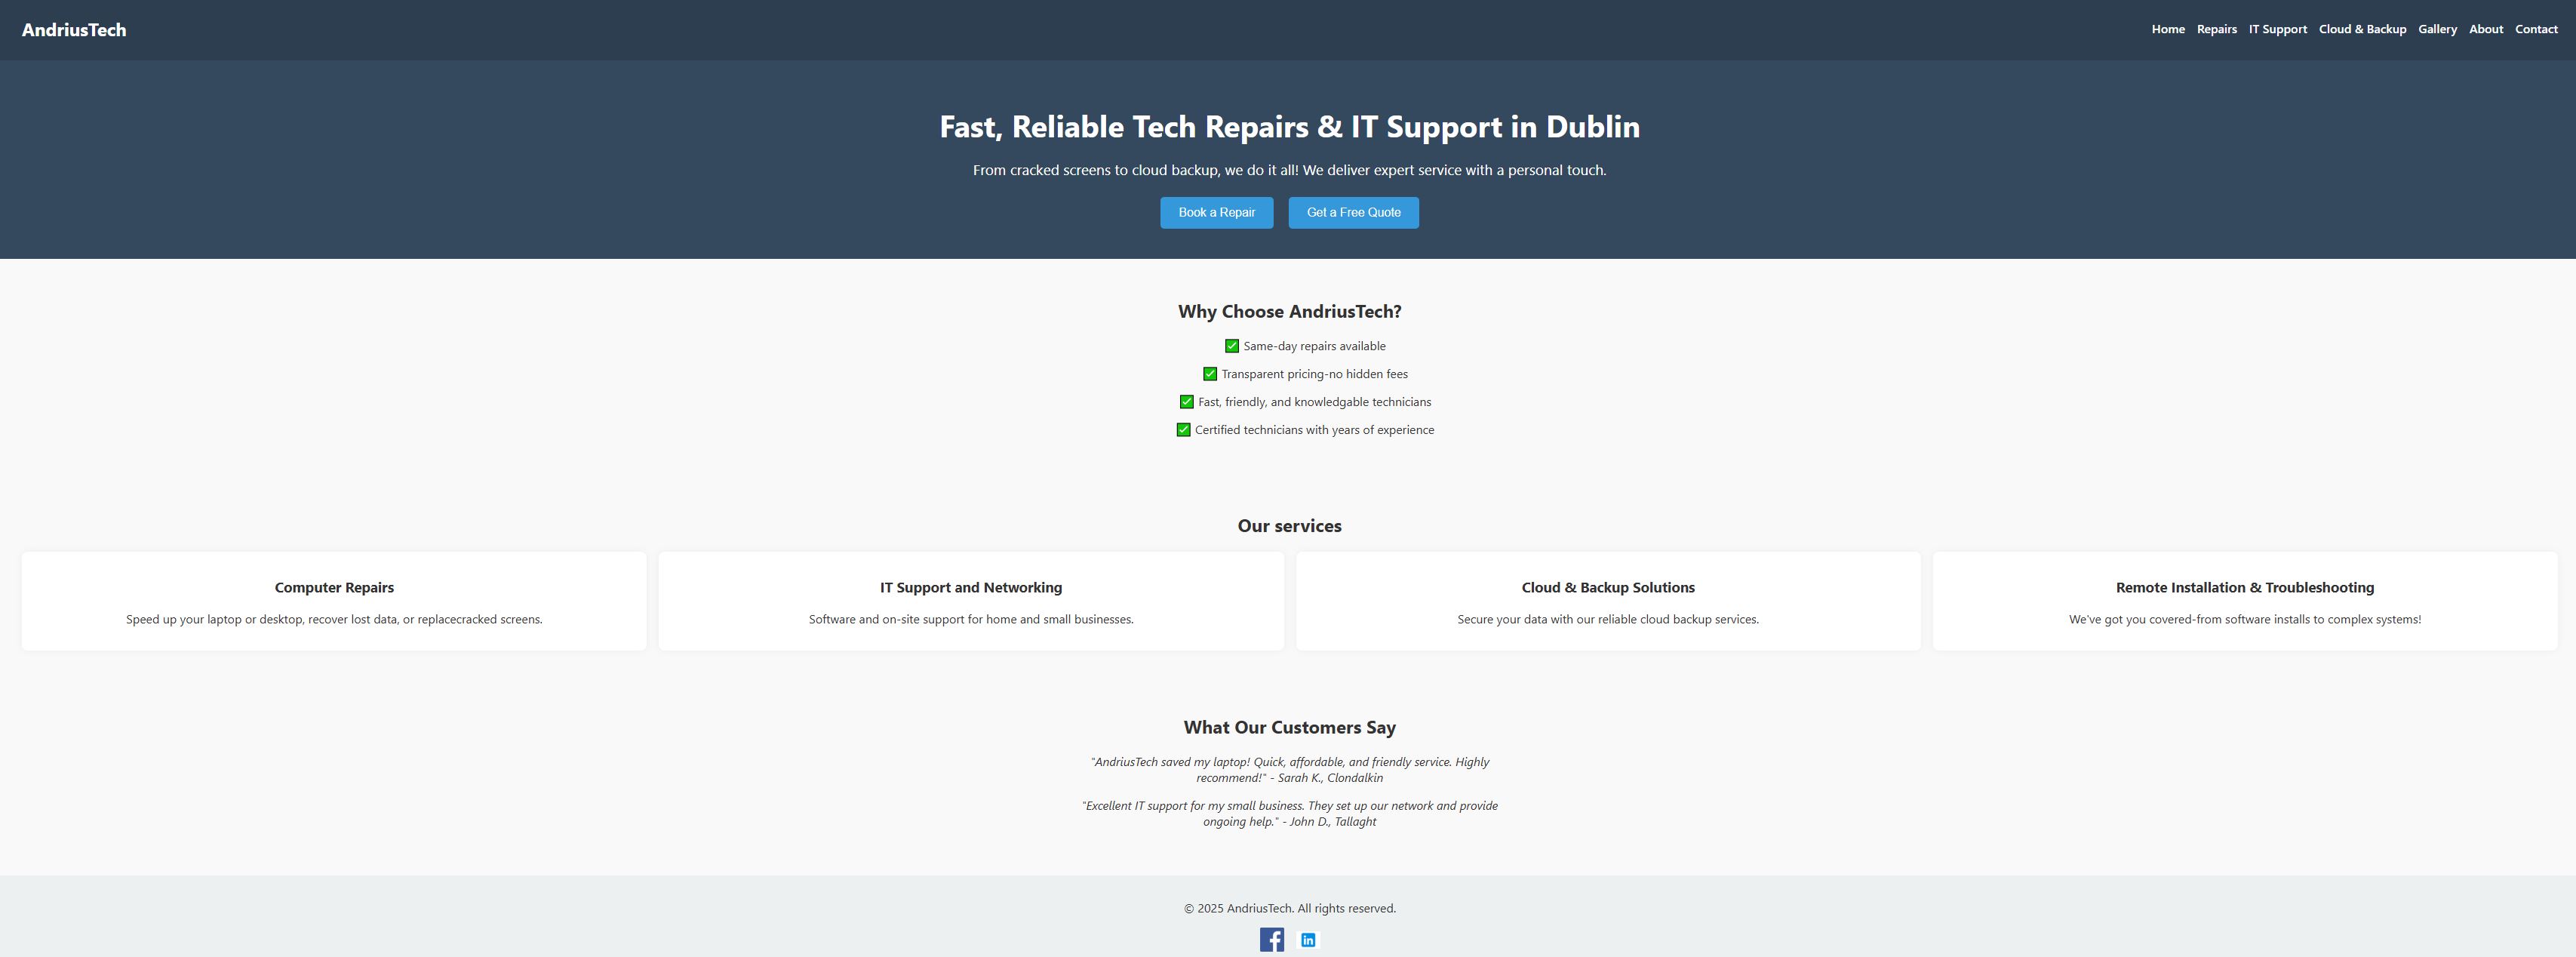 AndriusTech
Home Repairs IT Support Cloud & Backup Gallery About Contact
Fast, Reliable Tech Repairs & IT Support in Dublin
From cracked screens to cloud backup, we do it all! We deliver expert service with a personal touch.
Book a Repair Get a Free Quote
Why Choose AndriusTech?
✅ Same-day repairs available
✅ Transparent pricing-no hidden fees
✅ Fast, friendly, and knowledgable technicians
✅ Certified technicians with years of experience
Our services
Computer Repairs
Speed up your laptop or desktop, recover lost data, or replacecracked screens.
IT Support and Networking
Software and on-site support for home and small businesses.
Cloud & Backup Solutions
Secure your data with our reliable cloud backup services.
Remote Installation & Troubleshooting
We've got you covered-from software installs to complex systems!
What Our Customers Say
"AndriusTech saved my laptop! Quick, affordable, and friendly service. Highly
recommend!" - Sarah K., Clondalkin
"Excellent IT support for my small business. They set up our network and provide
ongoing help." - John D., Tallaght
© 2025 AndriusTech. All rights reserved.
f in